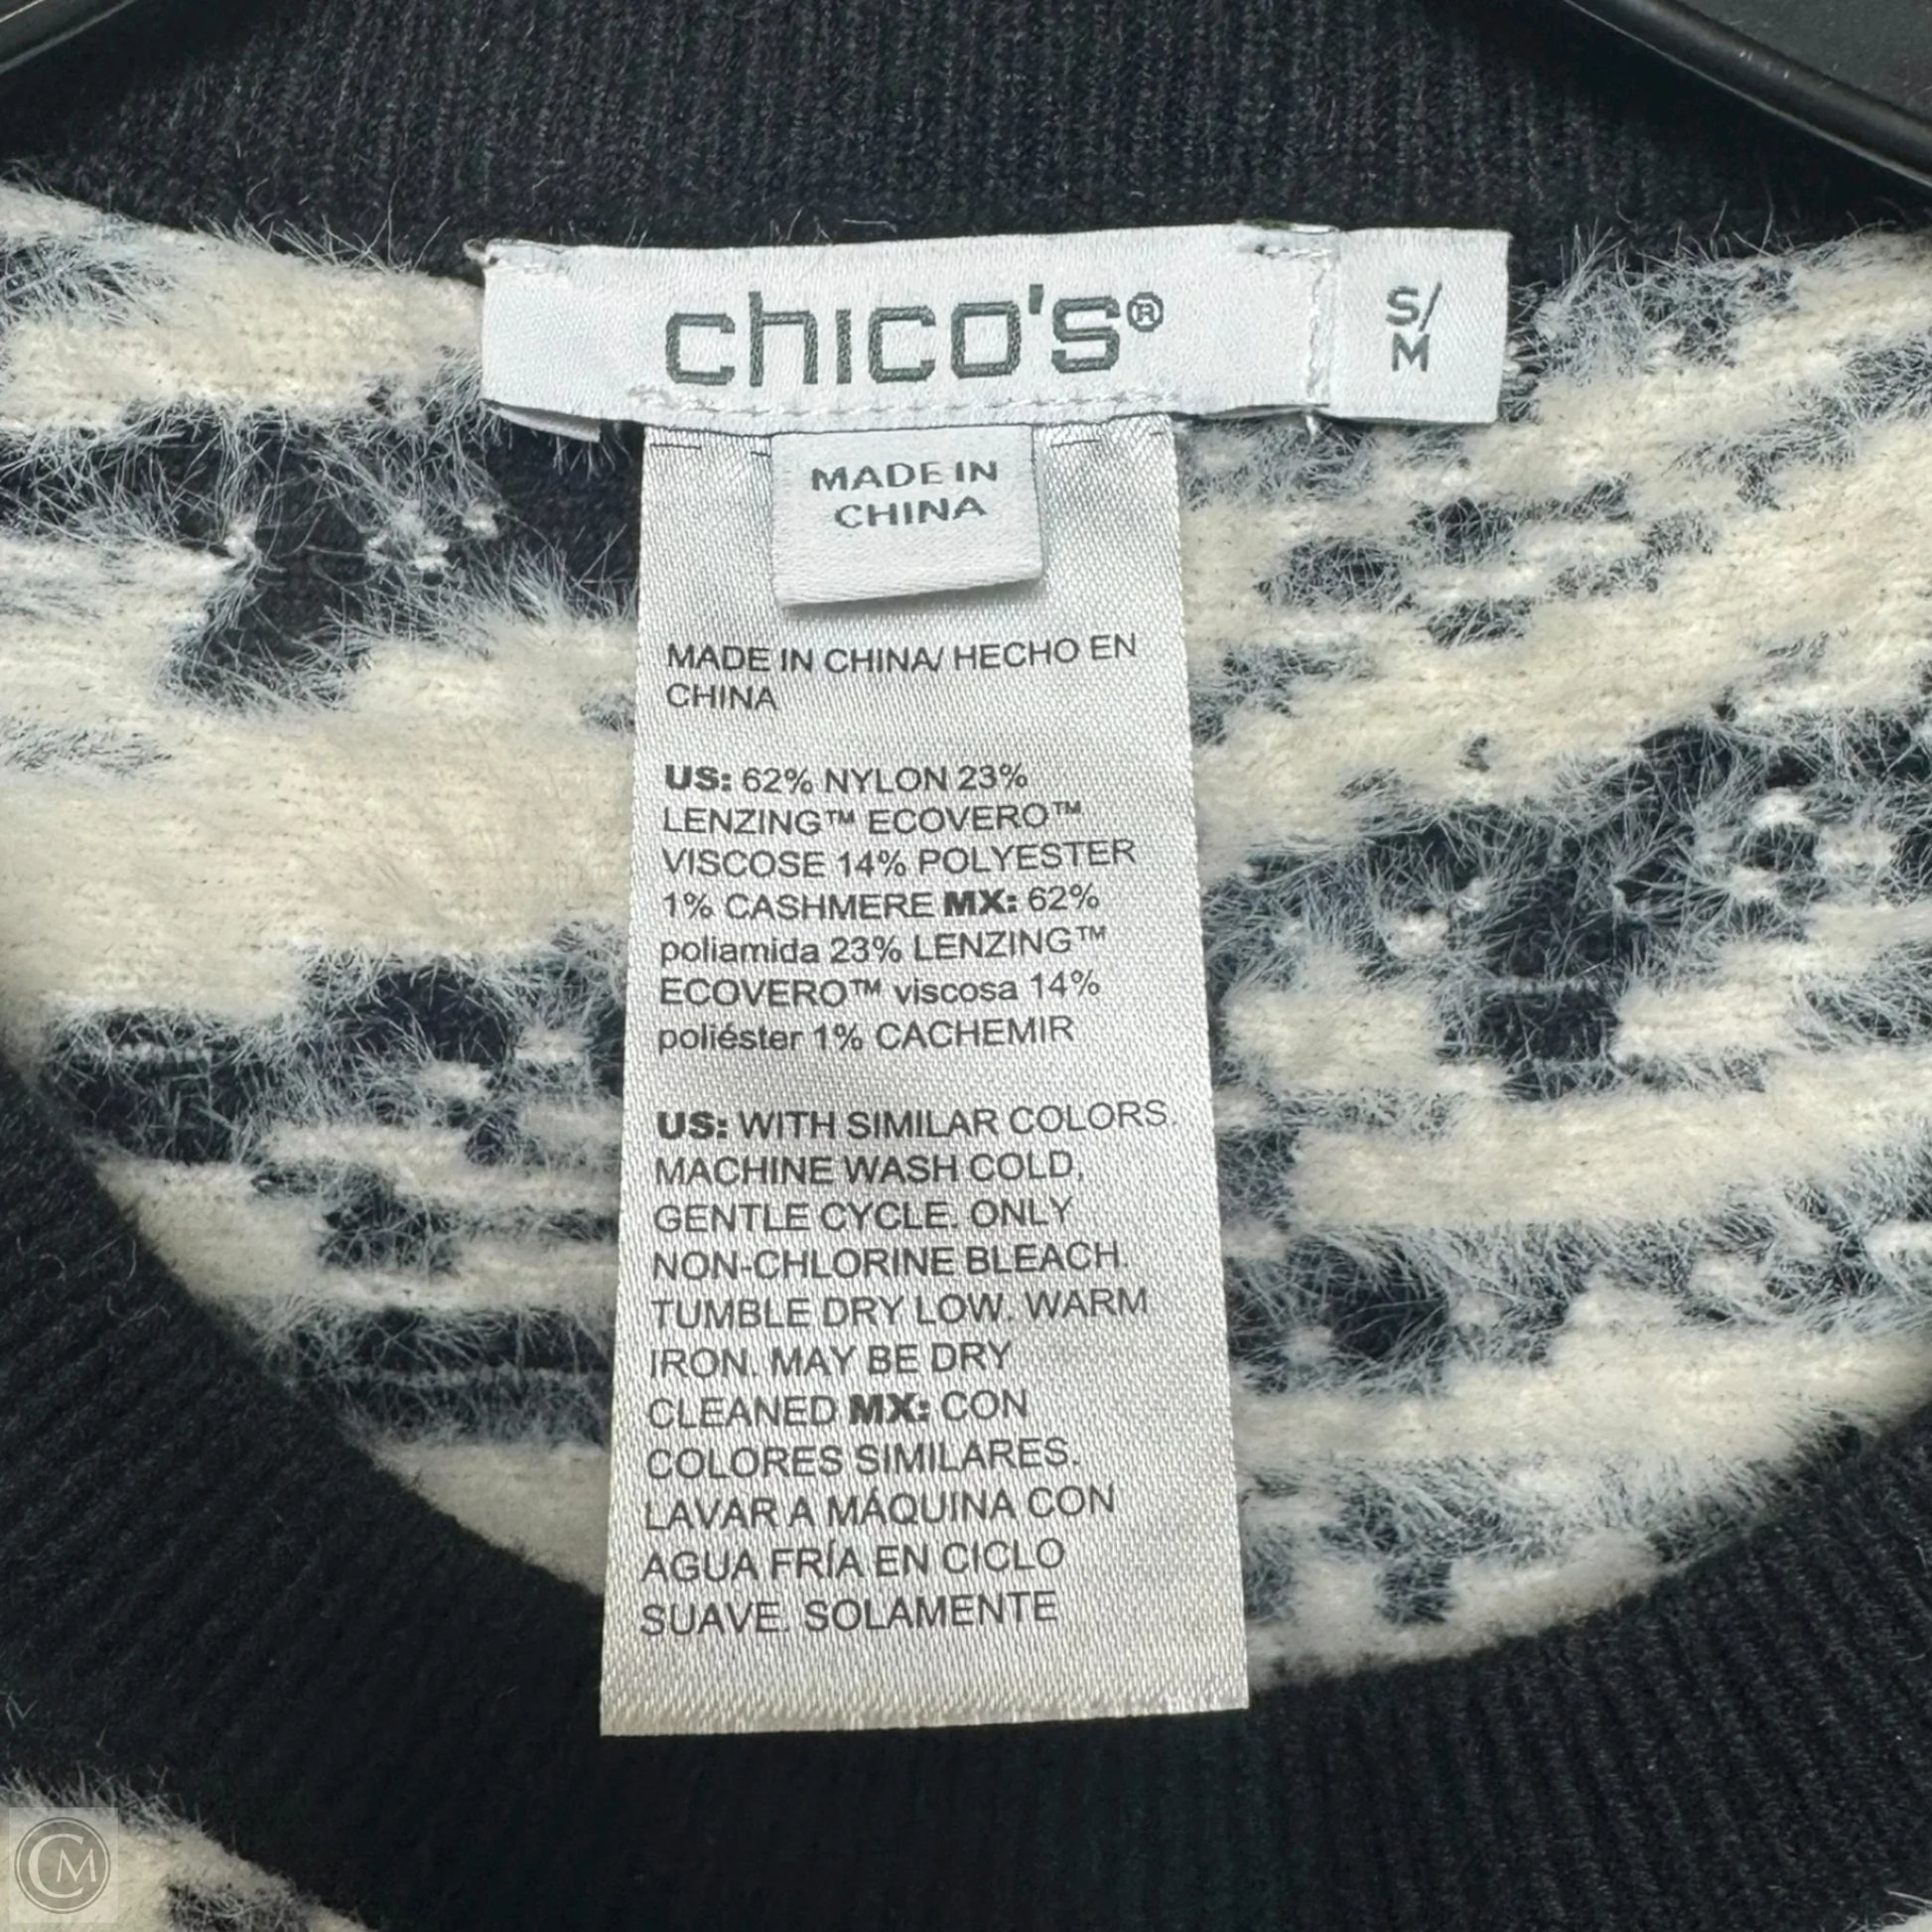 chico's®
S/
M
MADE IN
CHINA
MADE IN CHINA/ HECHO EN
CHINA
US: 62% NYLON 23%
LENZING™ ECOVERO™
VISCOSE 14% POLYESTER
1% CASHMERE MX: 62%
poliamida 23% LENZING™
ECOVERO™ viscosa 14%
poliéster 1% CACHEMIR
US: WITH SIMILAR COLORS.
MACHINE WASH COLD,
GENTLE CYCLE. ONLY
NON-CHLORINE BLEACH.
TUMBLE DRY LOW. WARM
IRON. MAY BE DRY
CLEANED MX: CON
COLORES SIMILARES.
LAVAR A MÁQUINA CON
AGUA FRÍA EN CICLO
SUAVE. SOLAMENTE
CM